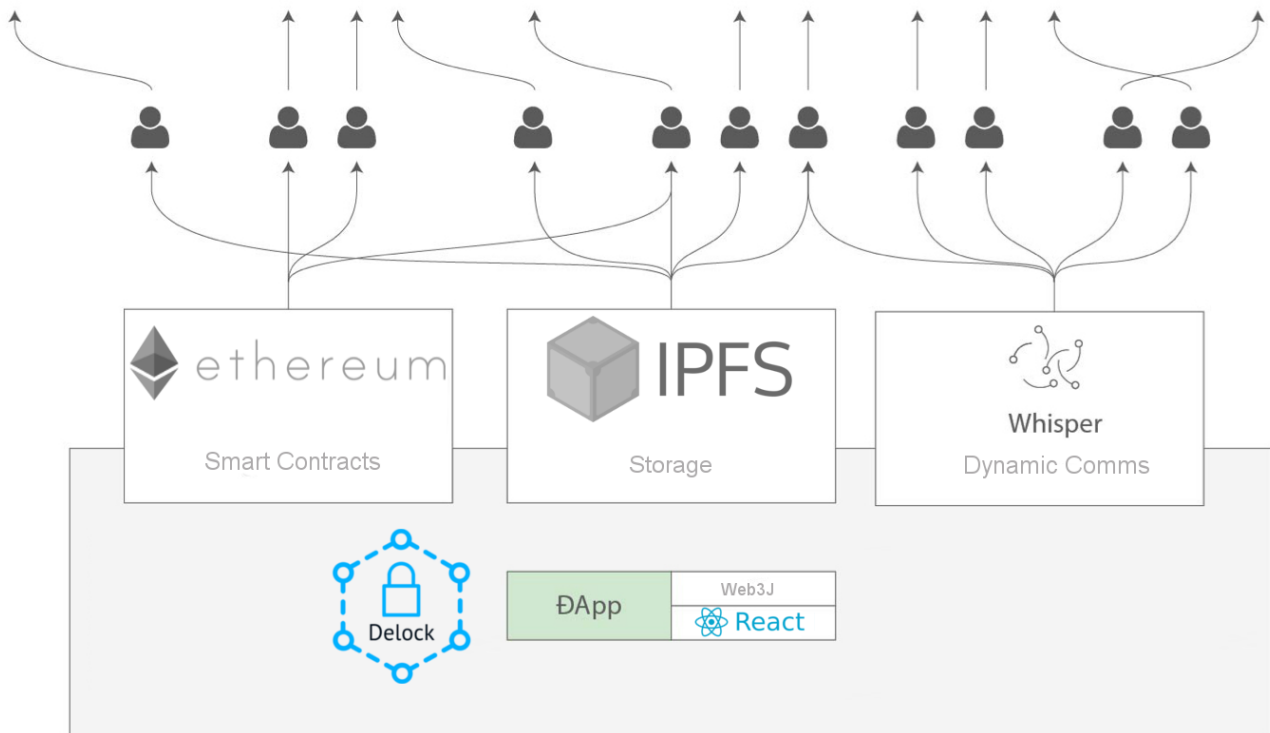 ethereum
Smart Contracts
IPFS
Storage
Whisper
Dynamic Comms
Delock
ĐApp
Web3J
React